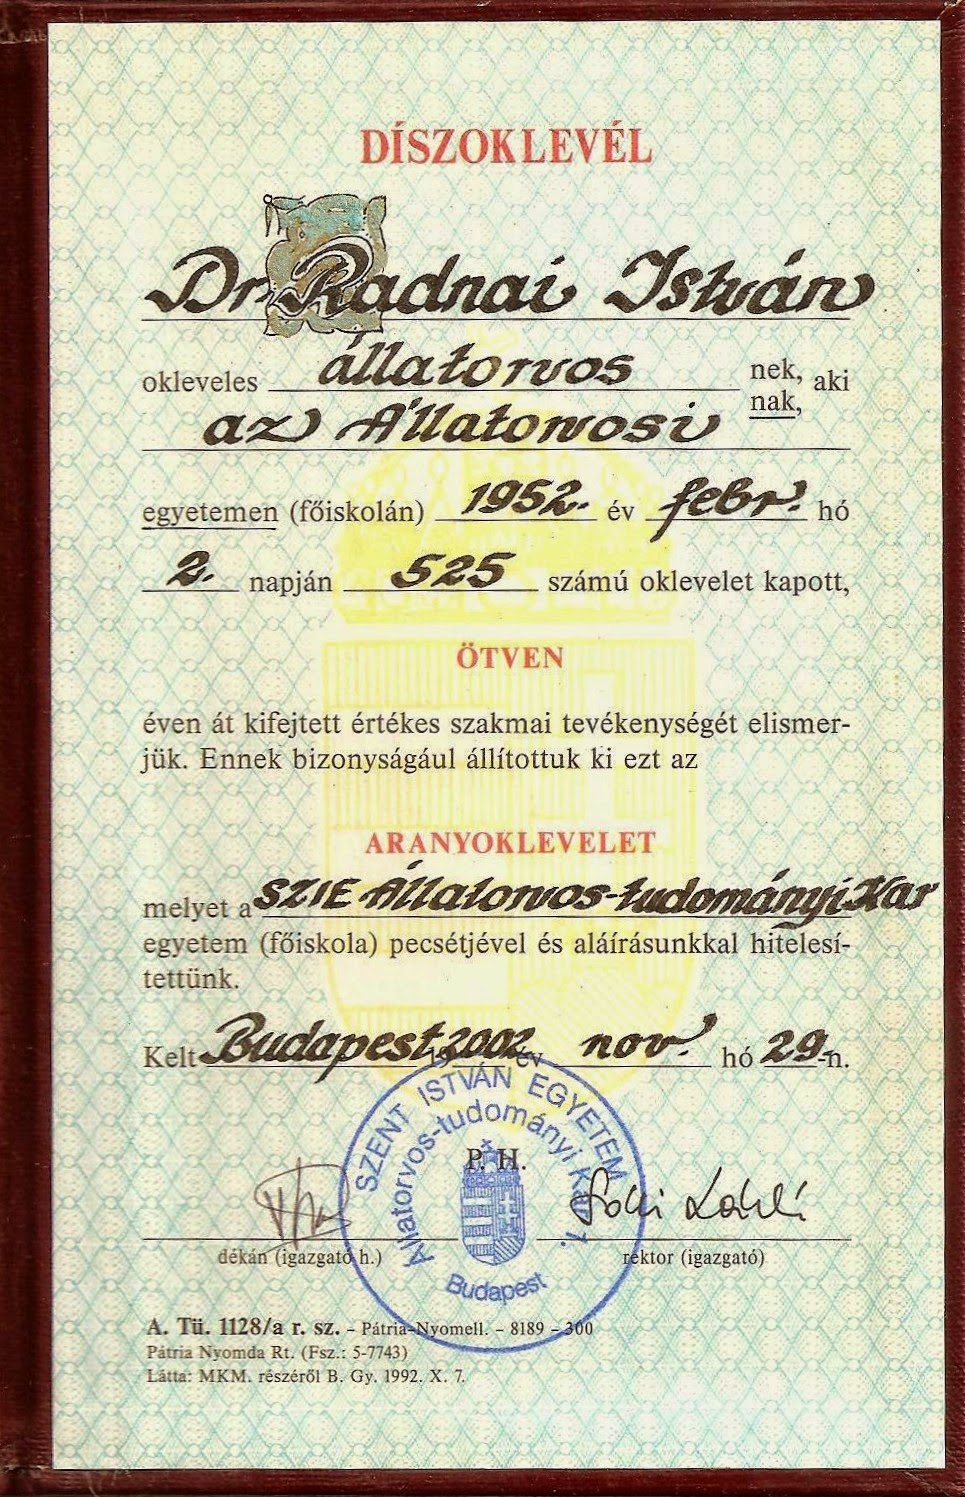 DÍSZOKLEVÉL
Dr. Radnai István
okleveles állatorvos nek, nak, aki
az Állatorvosi
egyetemen (főiskolán) 1952. év febr. hó
2. napján 525 számú oklevelet kapott,
ÖTVEN
éven át kifejtett értékes szakmai tevékenységét elismer-
jük. Ennek bizonyságául állítottuk ki ezt az
ARANYOKLEVELET
melyet a SZIE Állatorvos-tudományi Kar
egyetem (főiskola) pecsétjével és aláírásunkkal hitelesí-
tettünk.
Kelt Budapest 2002 év nov. hó 29-n.
SZENT ISTVÁN EGYETEM
Állatorvos-tudományi Kar 1.
P. H.
Budapest
dékán (igazgató h.)
rektor (igazgató)
A. Tü. 1128/a r. sz. – Pátria-Nyomell. – 8189 – 300
Pátria Nyomda Rt. (Fsz.: 5-7743)
Látta: MKM. részéről B. Gy. 1992. X. 7.